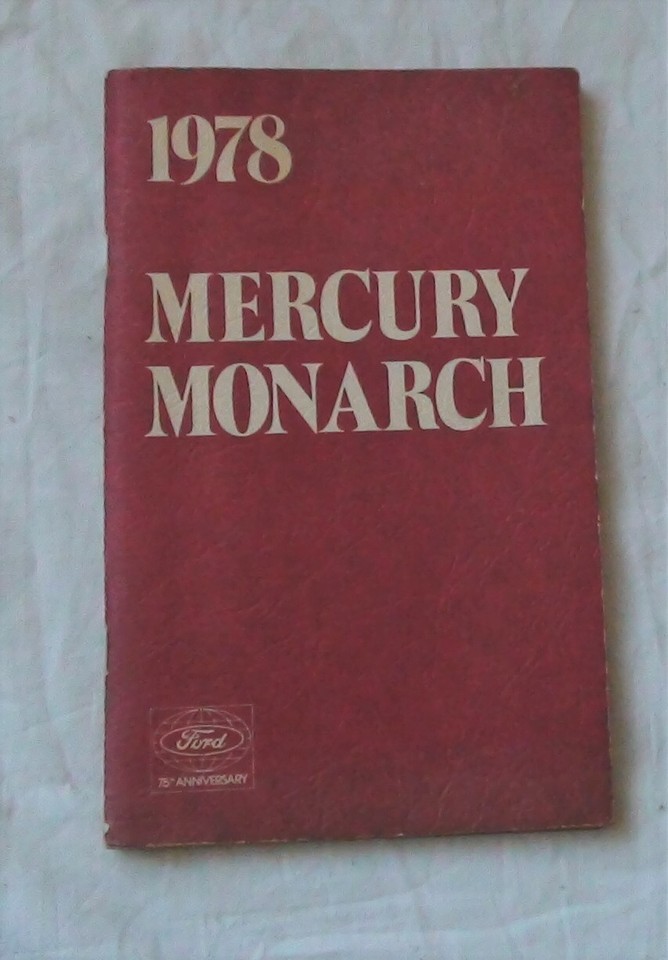 1978
MERCURY
MONARCH
Ford
75TH ANNIVERSARY